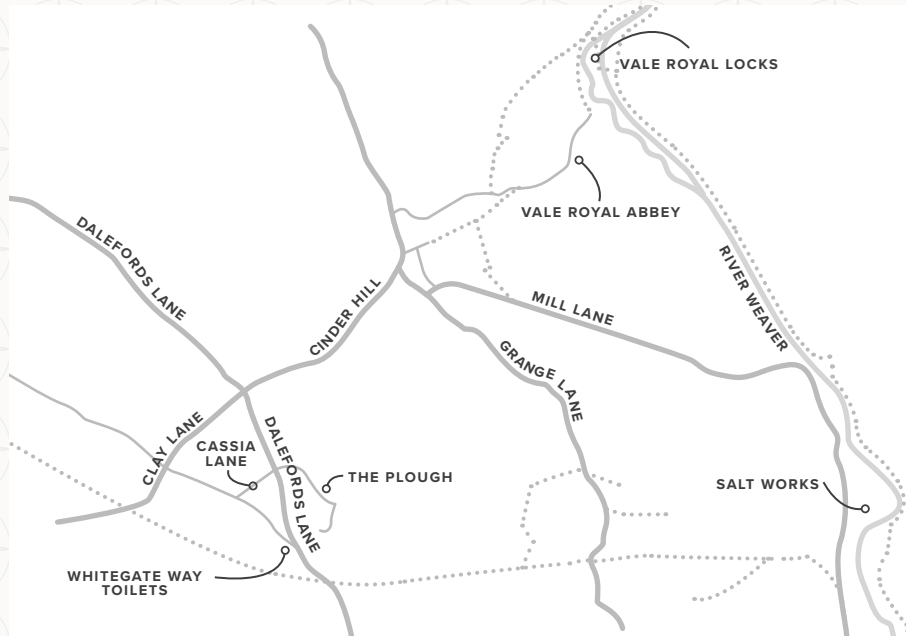 VALE ROYAL LOCKS
VALE ROYAL ABBEY
DALEFORDS LANE
RIVER WEAVER
CINDER HILL
MILL LANE
GRANGE LANE
CLAY LANE
CASSIA
LANE
DALEFORDS LANE
THE PLOUGH
SALT WORKS
WHITEGATE WAY
TOILETS